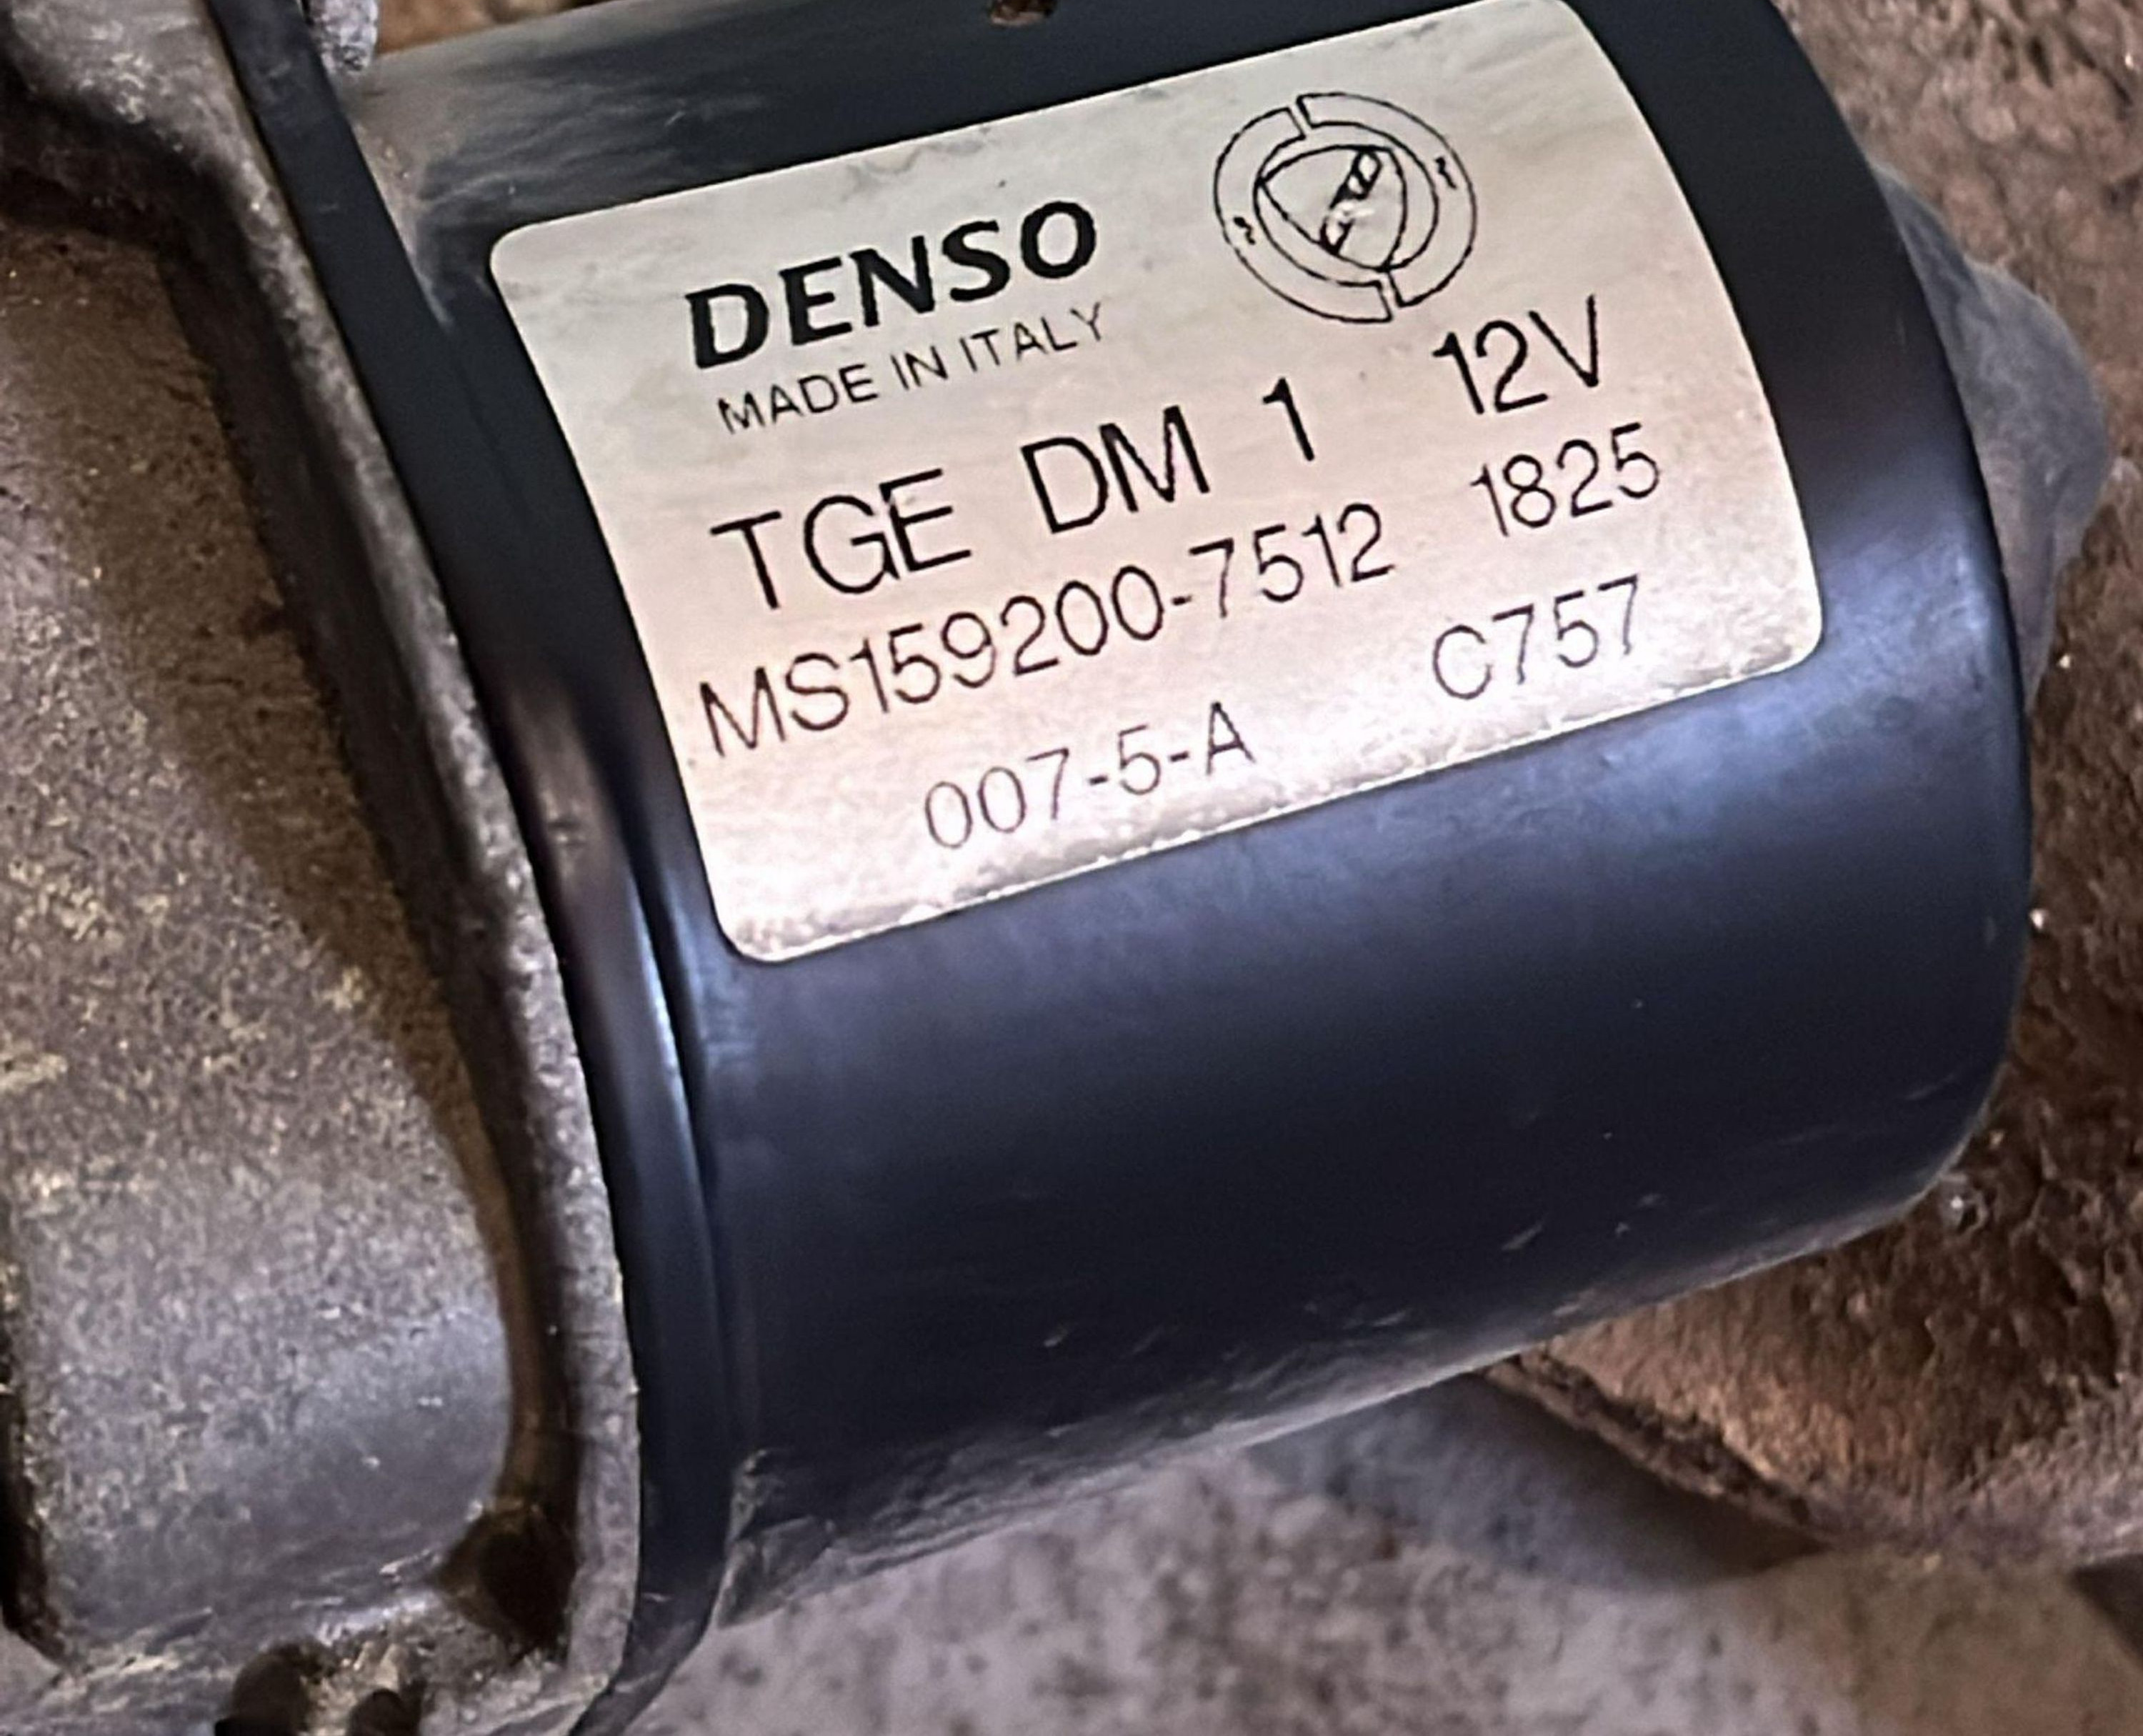 DENSO
MADE IN ITALY
TGE DM 1 12V
MS159200-7512 1825
007-5-A C757